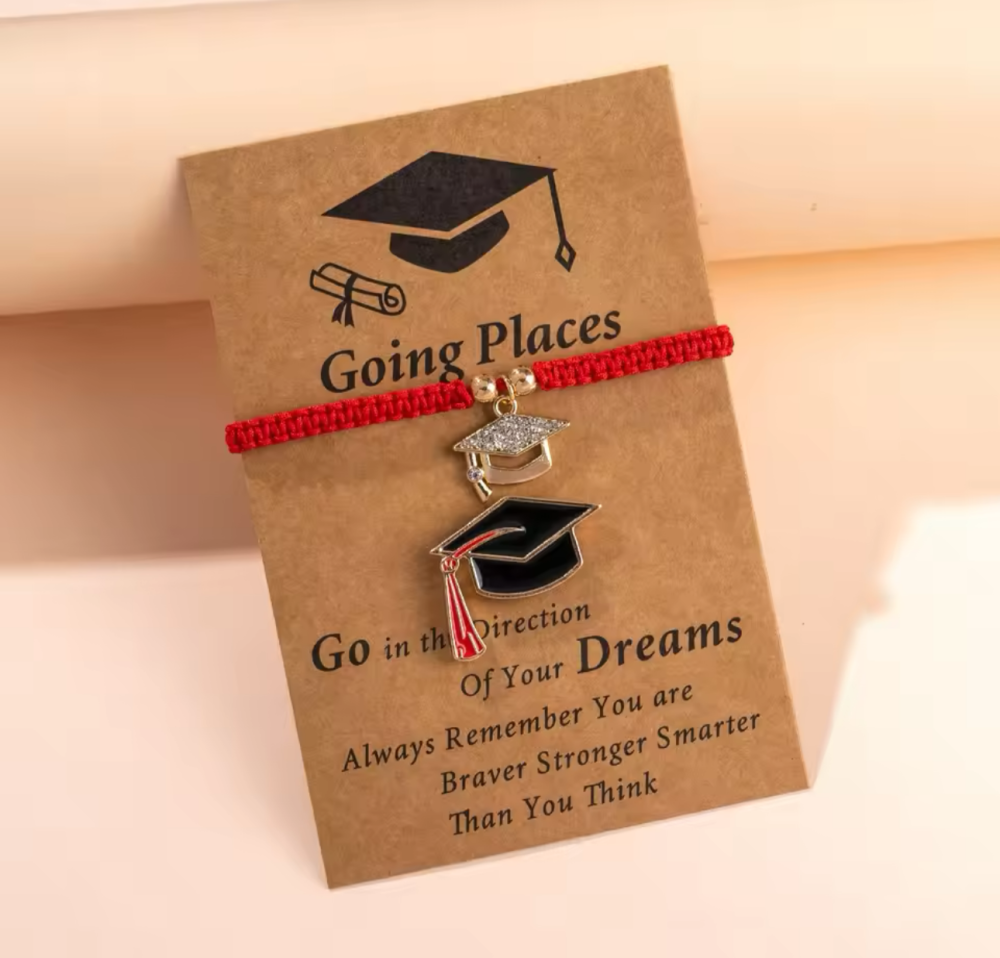 Going Places
Go in the Direction
Of Your Dreams
Always Remember You are
Braver Stronger Smarter
Than You Think